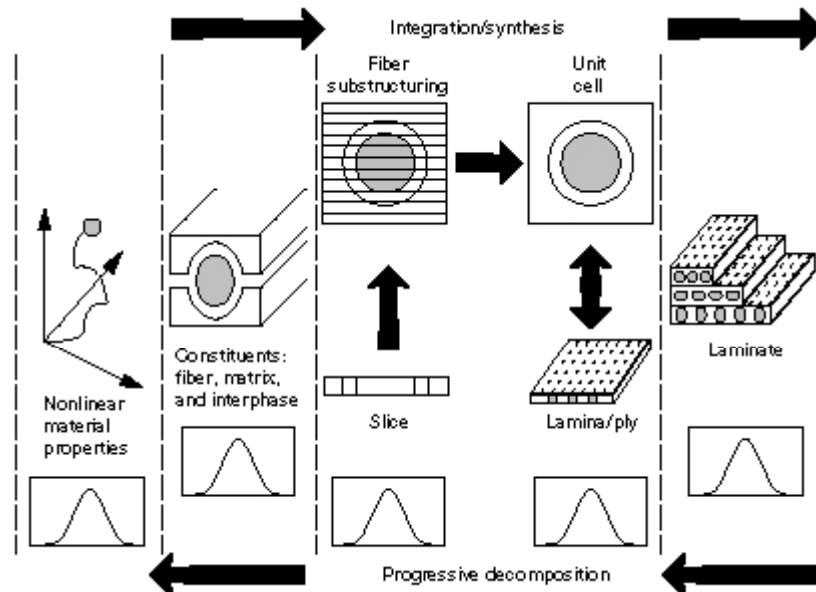 Integration/synthesis
Fiber
substructuring
Unit
cell
Constituents:
fiber, matrix,
and interphase
Laminate
Nonlinear
material
properties
Slice
Lamina/ply
Progressive decomposition